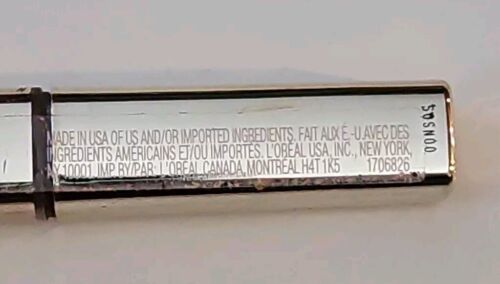 MADE IN USA OF US AND/OR IMPORTED INGREDIENTS. FAIT AUX É.-U.AVEC DES
INGRÉDIENTS AMÉRICAINS ET/OU IMPORTÉS. L'ORÉAL USA, INC., NEW YORK,
NY 10001 IMP. BY/PAR L'ORÉAL CANADA, MONTRÉAL H4T 1K5 1706826